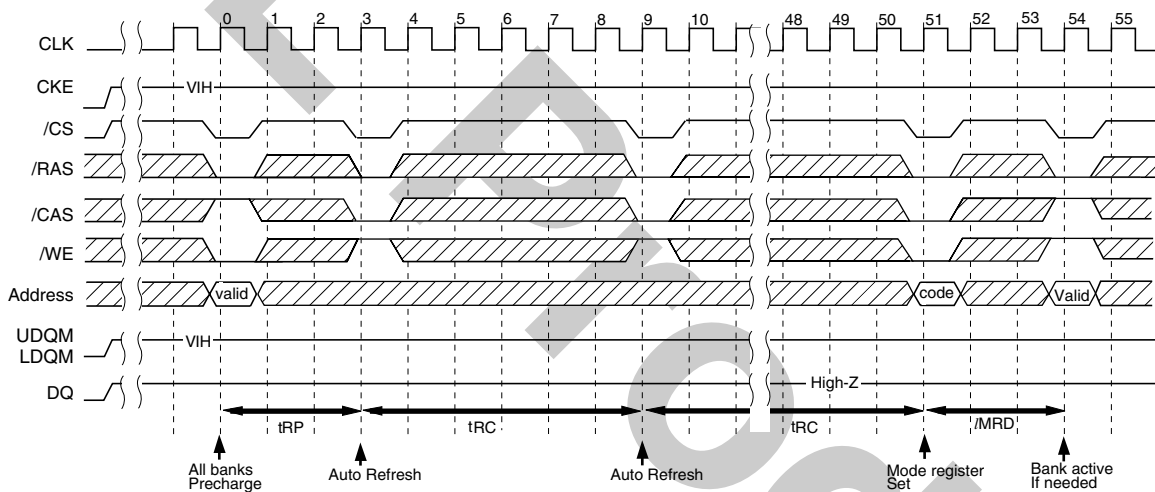 0 1 2 3 4 5 6 7 8 9 10 48 49 50 51 52 53 54 55
CLK
CKE
VIH
/CS
/RAS
/CAS
/WE
Address
valid
code
Valid
UDQM
LDQM
VIH
DQ
High-Z
tRP
tRC
tRC
lMRD
All banks
Precharge
Auto Refresh
Auto Refresh
Mode register
Set
Bank active
If needed